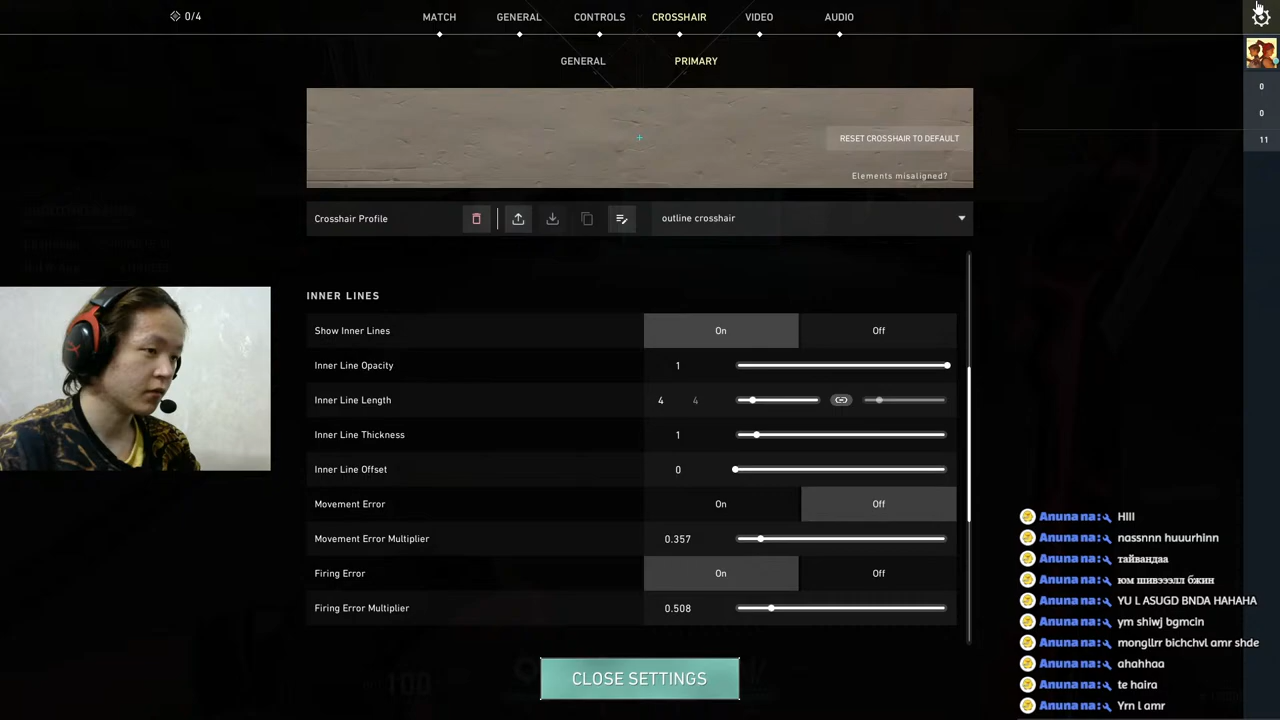 0/4
MATCH GENERAL CONTROLS CROSSHAIR VIDEO AUDIO
GENERAL PRIMARY
RESET CROSSHAIR TO DEFAULT
Elements misaligned?
Crosshair Profile outline crosshair
0
0
11
INNER LINES
Show Inner Lines On Off
Inner Line Opacity 1
Inner Line Length 4 4
Inner Line Thickness 1
Inner Line Offset 0
Movement Error On Off
Movement Error Multiplier 0.357
Firing Error On Off
Firing Error Multiplier 0.508
CLOSE SETTINGS
100
Anuna na: HIII
Anuna na: nassnnn huuurhinn
Anuna na: тайвандаа
Anuna na: юм шивээээлл бжин
Anuna na: YU L ASUGD BNDA HAHAHA
Anuna na: ym shiwj bgmcin
Anuna na: mongllrr bichchvl amr shde
Anuna na: ahahhaa
Anuna na: te haira
Anuna na: Yrn l amr